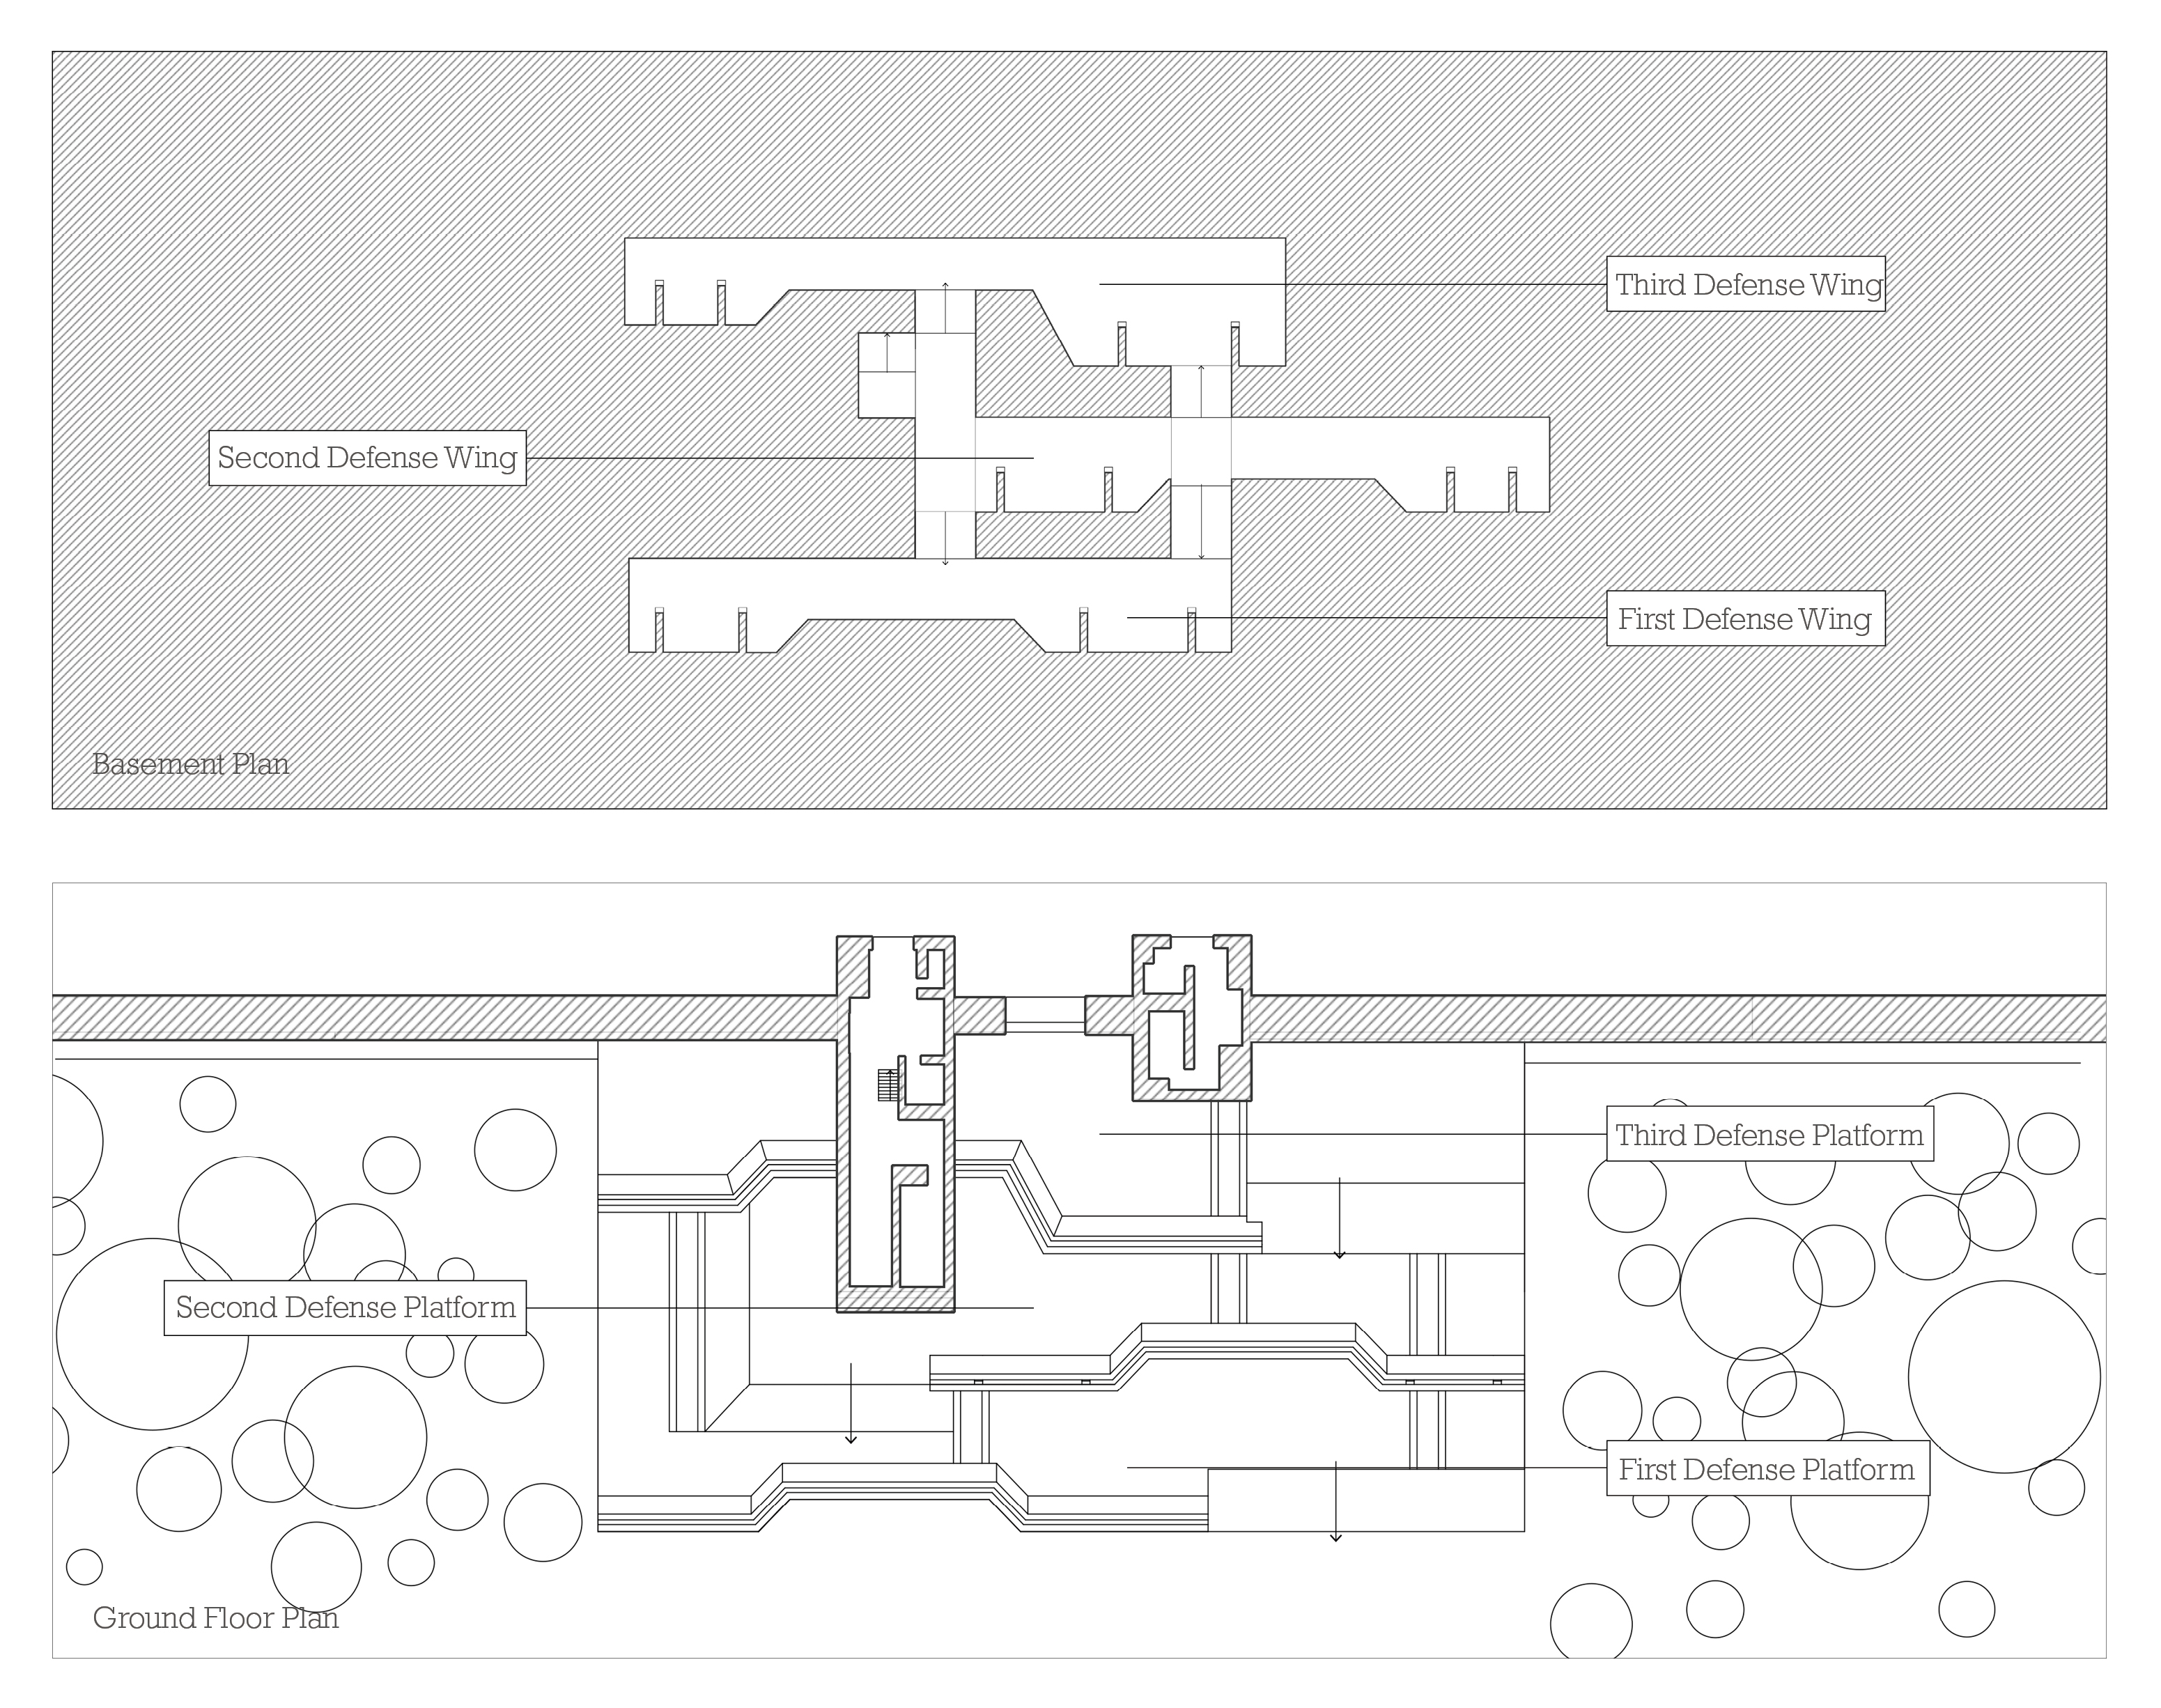 Third Defense Wing
Second Defense Wing
First Defense Wing
Basement Plan
Third Defense Platform
Second Defense Platform
First Defense Platform
Ground Floor Plan